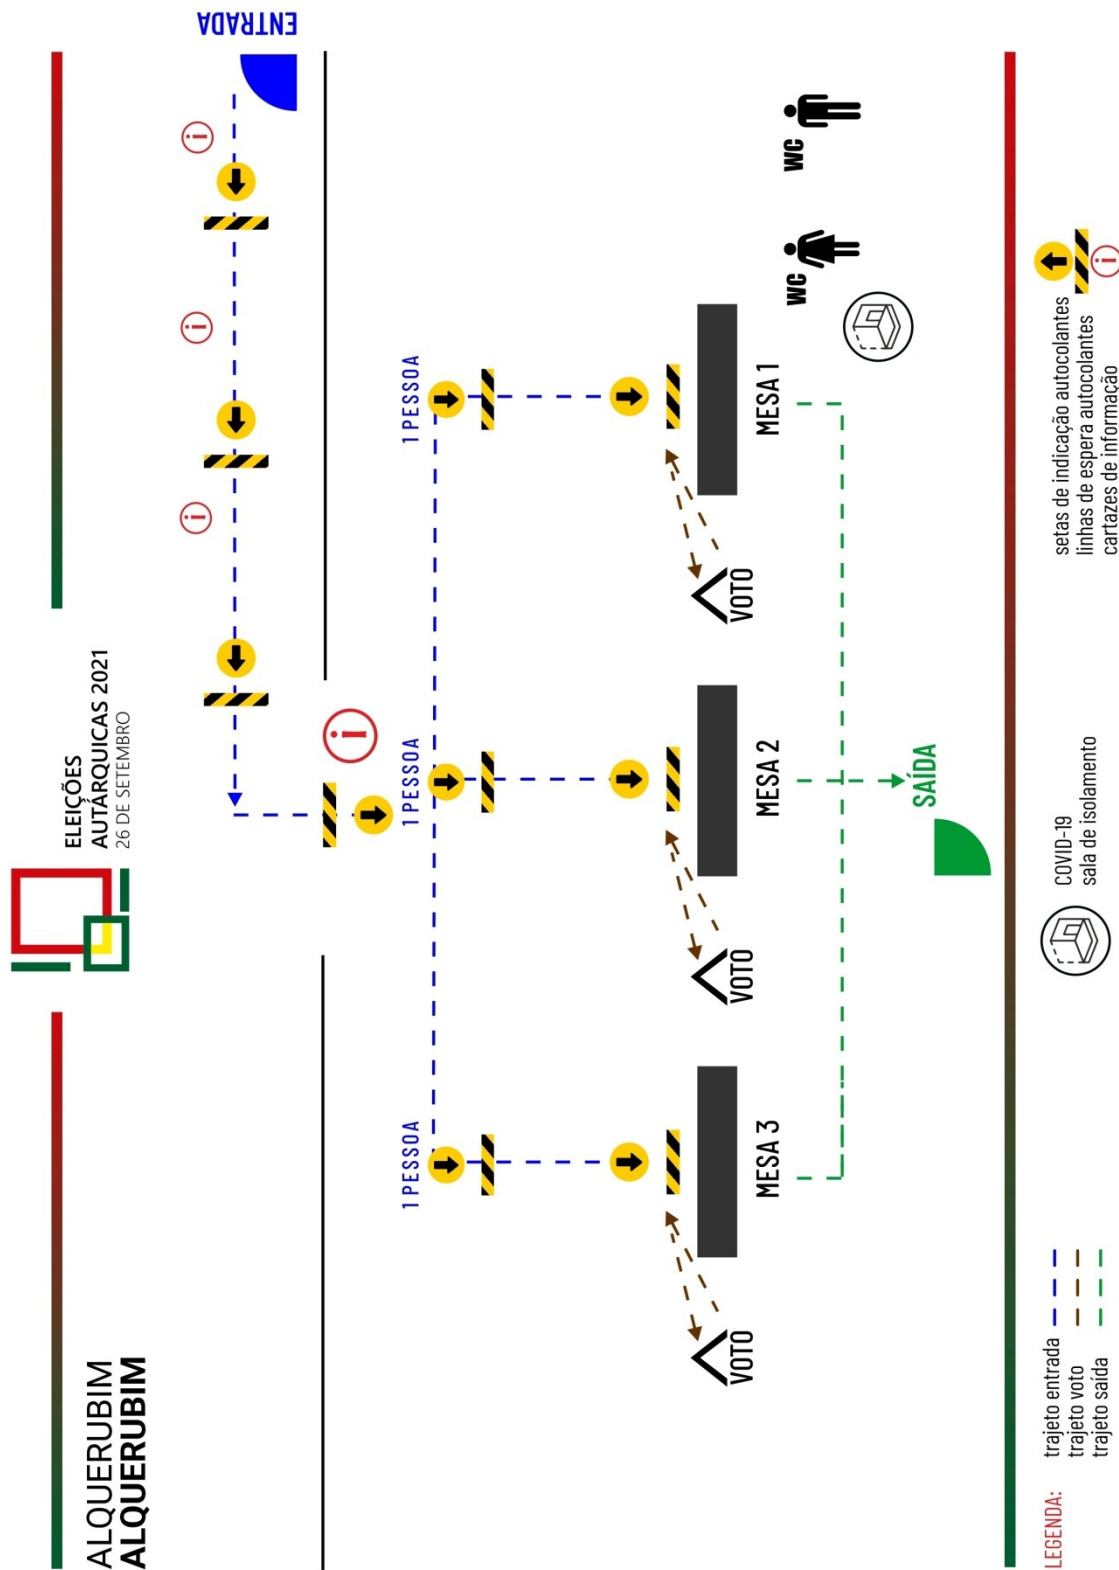 ALQUERUBIM
ALQUERUBIM
ELEIÇÕES
AUTÁRQUICAS 2021
26 DE SETEMBRO
ENTRADA
1 PESSOA
1 PESSOA
1 PESSOA
VOTO
MESA 3
VOTO
MESA 2
VOTO
MESA 1
WC
WC
SAÍDA
LEGENDA:
trajeto entrada
trajeto voto
trajeto saída
COVID-19
sala de isolamento
setas de indicação autocolantes
linhas de espera autocolantes
cartazes de informação